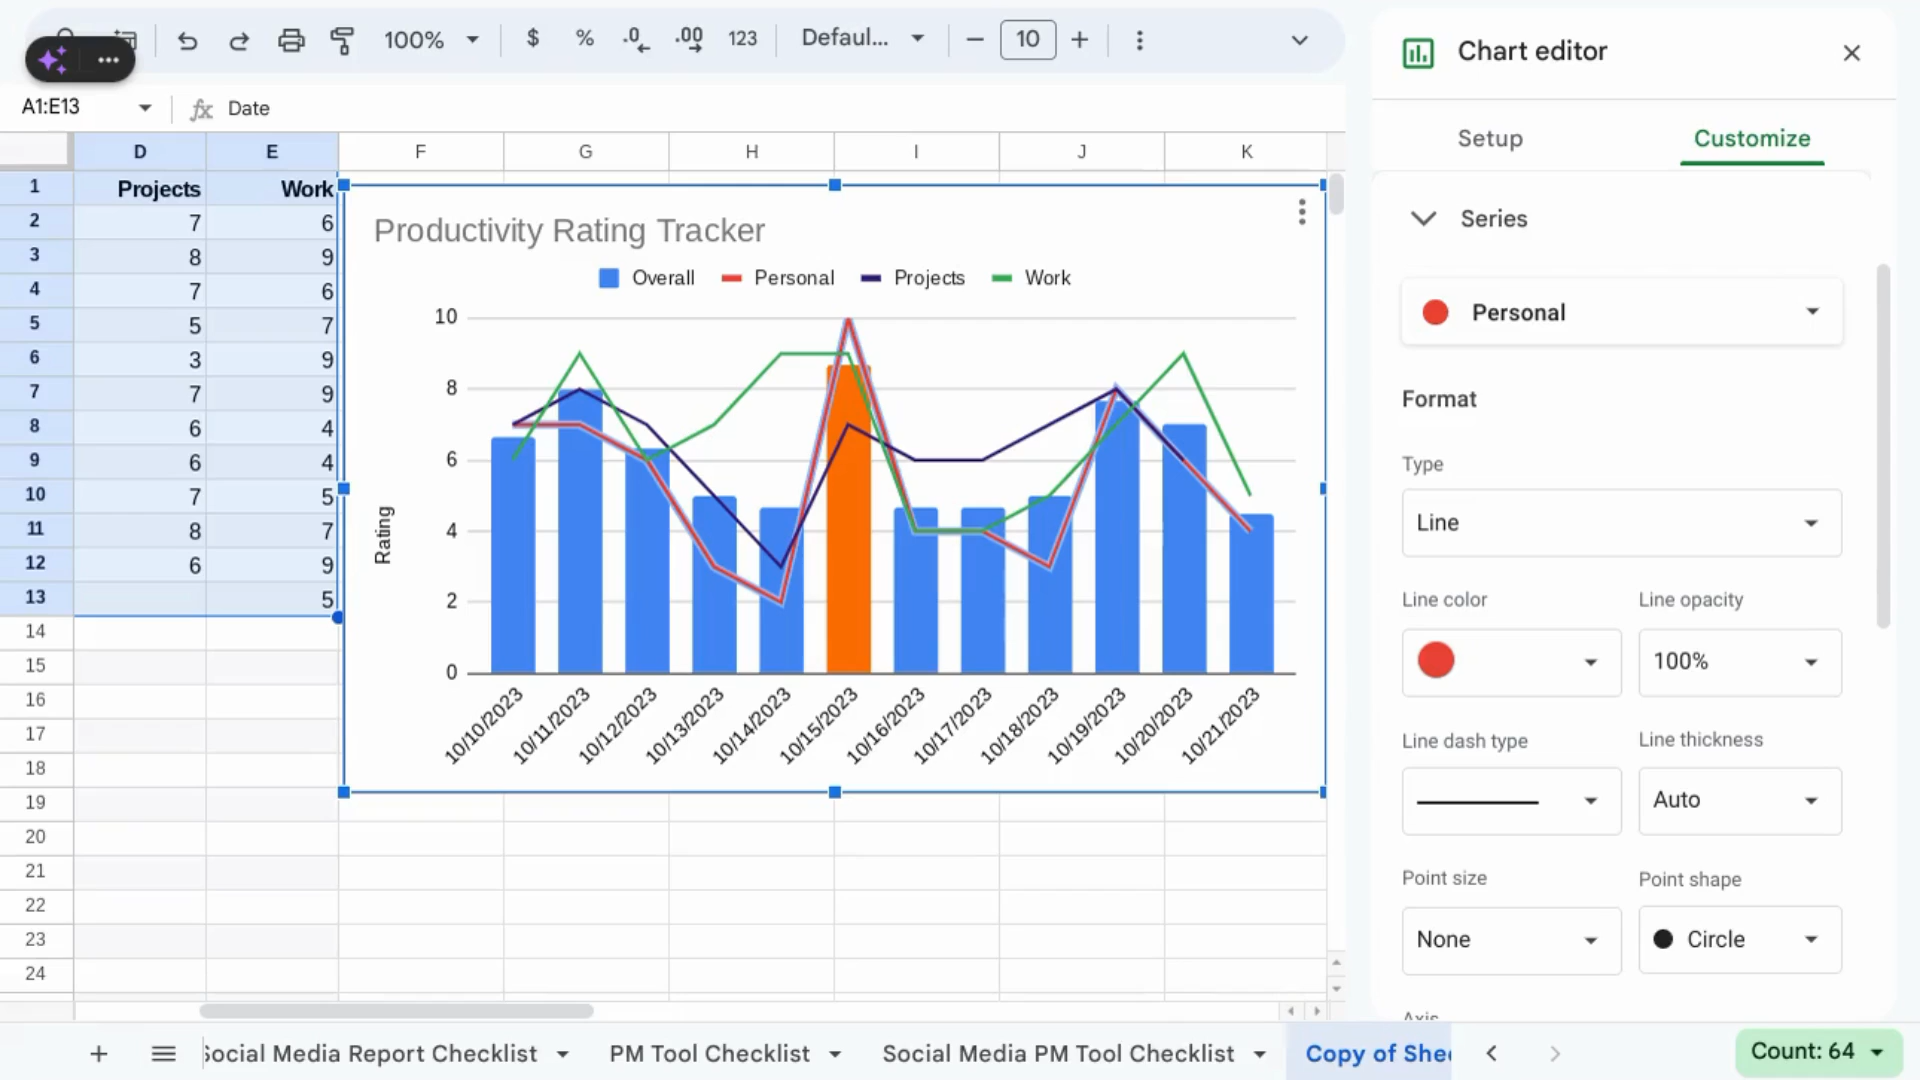 100%
$
%
.0
.00
123
Defaul...
10
Chart editor
A1:E13
fx
Date
Setup
Customize
D
E
F
G
H
I
J
K
1
Projects
Work
2
7
6
3
8
9
4
7
6
5
5
7
6
3
9
7
7
9
8
6
4
9
6
4
10
7
5
11
8
7
12
6
9
13
5
14
15
16
17
18
19
20
21
22
23
24
Productivity Rating Tracker
Overall
Personal
Projects
Work
10
8
6
4
2
0
Rating
10/10/2023
10/11/2023
10/12/2023
10/13/2023
10/14/2023
10/15/2023
10/16/2023
10/17/2023
10/18/2023
10/19/2023
10/20/2023
10/21/2023
Series
Personal
Format
Type
Line
Line color
Line opacity
100%
Line dash type
Line thickness
Auto
Point size
Point shape
None
Circle
Axis
Social Media Report Checklist
PM Tool Checklist
Social Media PM Tool Checklist
Copy of Shee
Count: 64